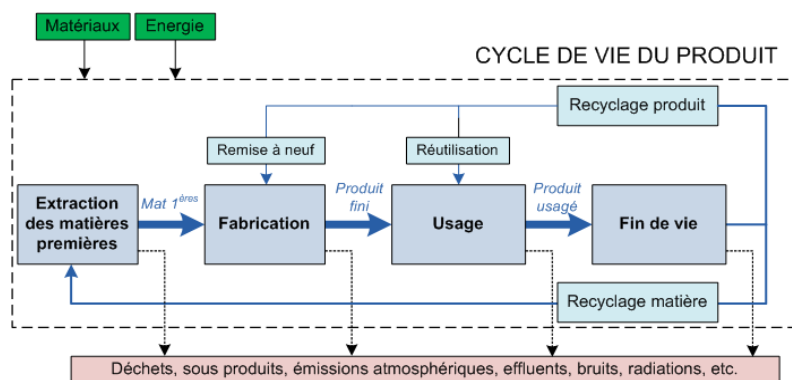 Matériaux
Energie
CYCLE DE VIE DU PRODUIT
Recyclage produit
Remise à neuf
Réutilisation
Extraction
des matières
premières
Mat 1ères
Fabrication
Produit
fini
Usage
Produit
usagé
Fin de vie
Recyclage matière
Déchets, sous produits, émissions atmosphériques, effluents, bruits, radiations, etc.